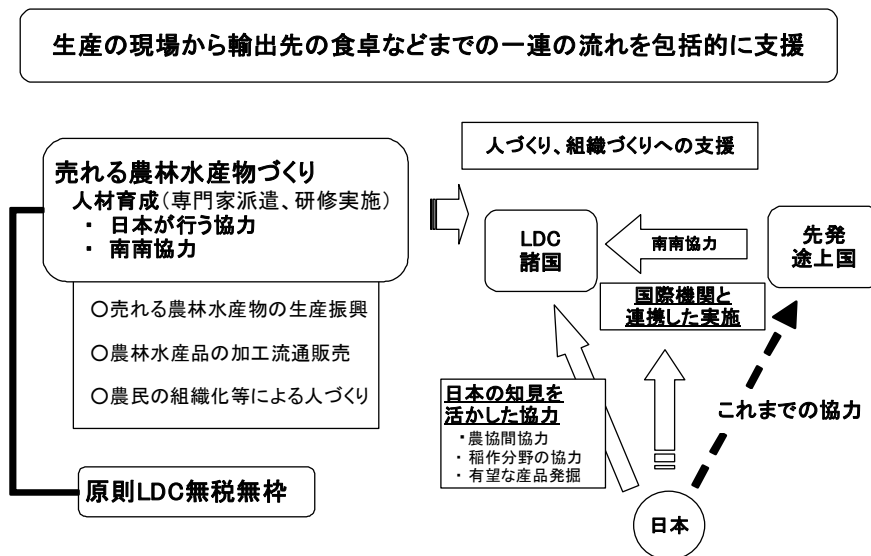 生産の現場から輸出先の食卓などまでの一連の流れを包括的に支援
売れる農林水産物づくり
人材育成（専門家派遣、研修実施）
・ 日本が行う協力
・ 南南協力
○売れる農林水産物の生産振興
○農林水産品の加工流通販売
○農民の組織化等による人づくり
原則LDC無税無枠
人づくり、組織づくりへの支援
LDC
諸国
南南協力
先発
途上国
国際機関と
連携した実施
日本の知見を
活かした協力
・農協間協力
・稲作分野の協力
・有望な産品発掘
これまでの協力
日本